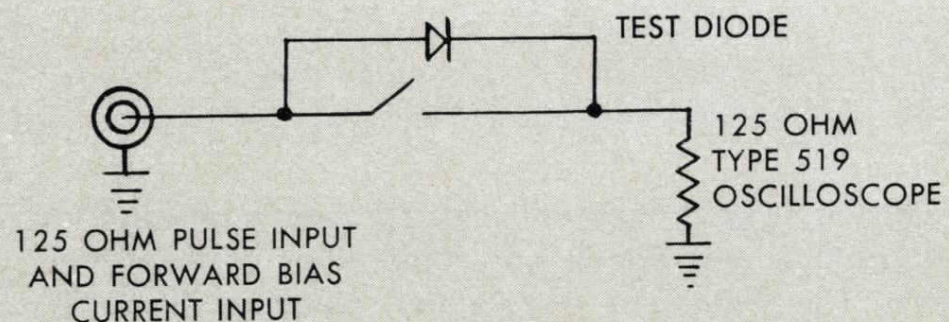 TEST DIODE
125 OHM
TYPE 519
OSCILLOSCOPE
125 OHM PULSE INPUT
AND FORWARD BIAS
CURRENT INPUT